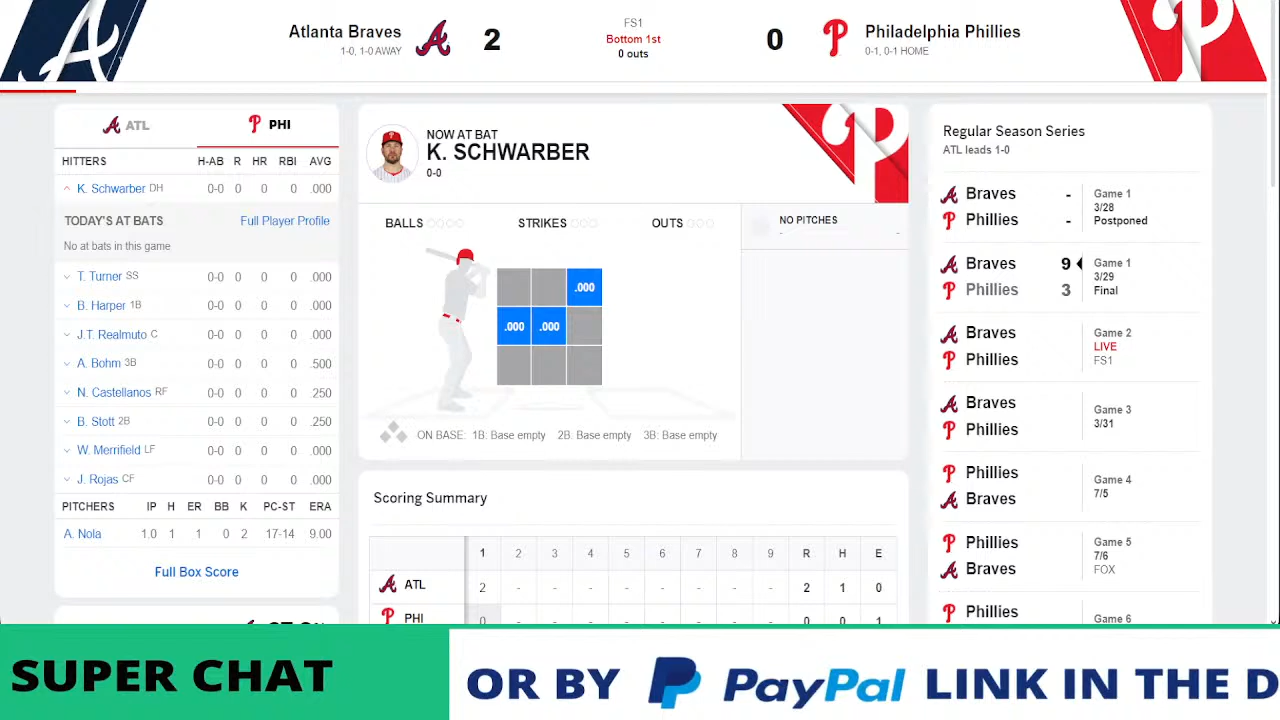 Atlanta Braves
1-0, 1-0 AWAY
2
FS1
Bottom 1st
0 outs
0
Philadelphia Phillies
0-1, 0-1 HOME
ATL
PHI
HITTERS H-AB R HR RBI AVG
K. Schwarber DH 0-0 0 0 0 .000
TODAY'S AT BATS Full Player Profile
No at bats in this game
T. Turner SS 0-0 0 0 0 .000
B. Harper 1B 0-0 0 0 0 .000
J.T. Realmuto C 0-0 0 0 0 .000
A. Bohm 3B 0-0 0 0 0 .500
N. Castellanos RF 0-0 0 0 0 .250
B. Stott 2B 0-0 0 0 0 .250
W. Merrifield LF 0-0 0 0 0 .000
J. Rojas CF 0-0 0 0 0 .000
PITCHERS IP H ER BB K PC-ST ERA
A. Nola 1.0 1 1 0 2 17-14 9.00
Full Box Score
NOW AT BAT
K. SCHWARBER
0-0
BALLS STRIKES OUTS
NO PITCHES
- -
.000
.000 .000
ON BASE: 1B: Base empty 2B: Base empty 3B: Base empty
Scoring Summary
1 2 3 4 5 6 7 8 9 R H E
ATL 2 - - - - - - - - 2 1 0
PHI 0 - - - - - - - - 0 0 1
Regular Season Series
ATL leads 1-0
Braves - Game 1
3/28
Phillies - Postponed
Braves 9 Game 1
3/29
Phillies 3 Final
Braves Game 2
LIVE
Phillies FS1
Braves Game 3
Phillies 3/31
Phillies Game 4
Braves 7/5
Phillies Game 5
7/6
Braves FOX
Phillies Game 6
SUPER CHAT
OR BY PayPal LINK IN THE D